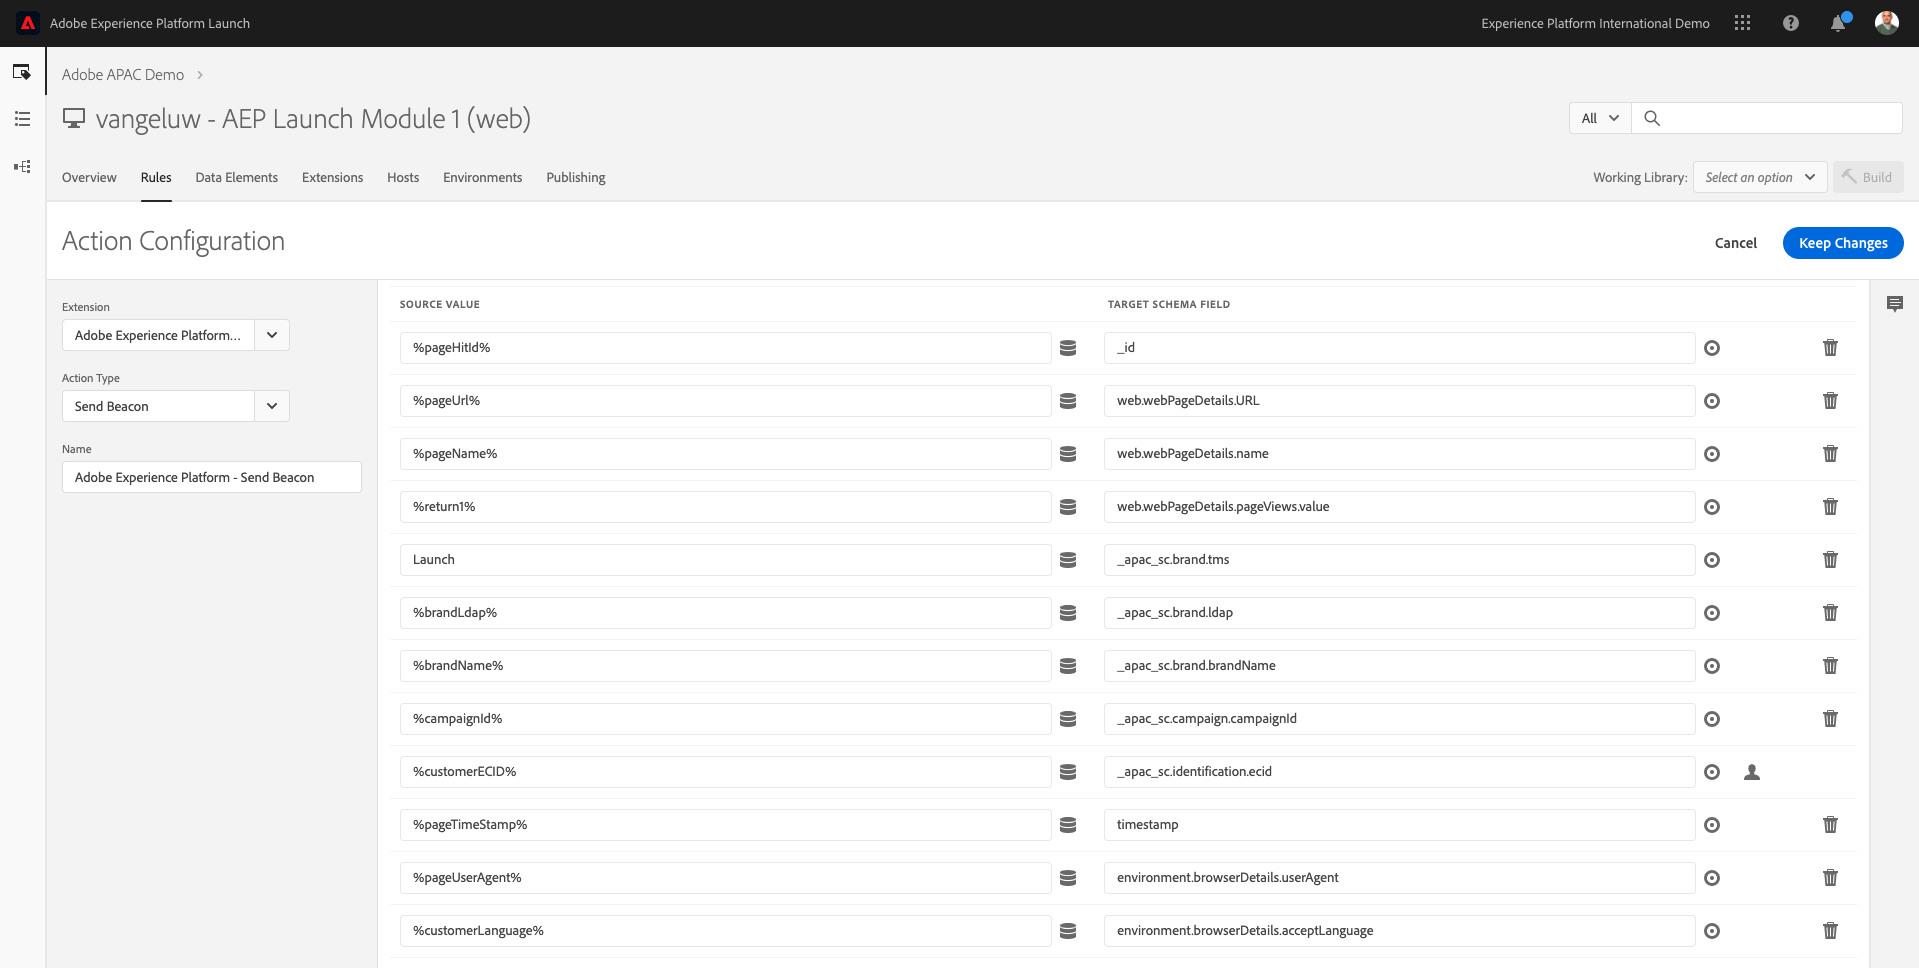 Adobe Experience Platform Launch
Experience Platform International Demo
Adobe APAC Demo
vangeluw - AEP Launch Module 1 (web)
All
Overview Rules Data Elements Extensions Hosts Environments Publishing
Working Library: Select an option Build
Action Configuration
Cancel Keep Changes
Extension
Adobe Experience Platform...
Action Type
Send Beacon
Name
Adobe Experience Platform - Send Beacon
SOURCE VALUE TARGET SCHEMA FIELD
%pageHitId% _id
%pageUrl% web.webPageDetails.URL
%pageName% web.webPageDetails.name
%return1% web.webPageDetails.pageViews.value
Launch _apac_sc.brand.tms
%brandLdap% _apac_sc.brand.ldap
%brandName% _apac_sc.brand.brandName
%campaignId% _apac_sc.campaign.campaignId
%customerECID% _apac_sc.identification.ecid
%pageTimeStamp% timestamp
%pageUserAgent% environment.browserDetails.userAgent
%customerLanguage% environment.browserDetails.acceptLanguage